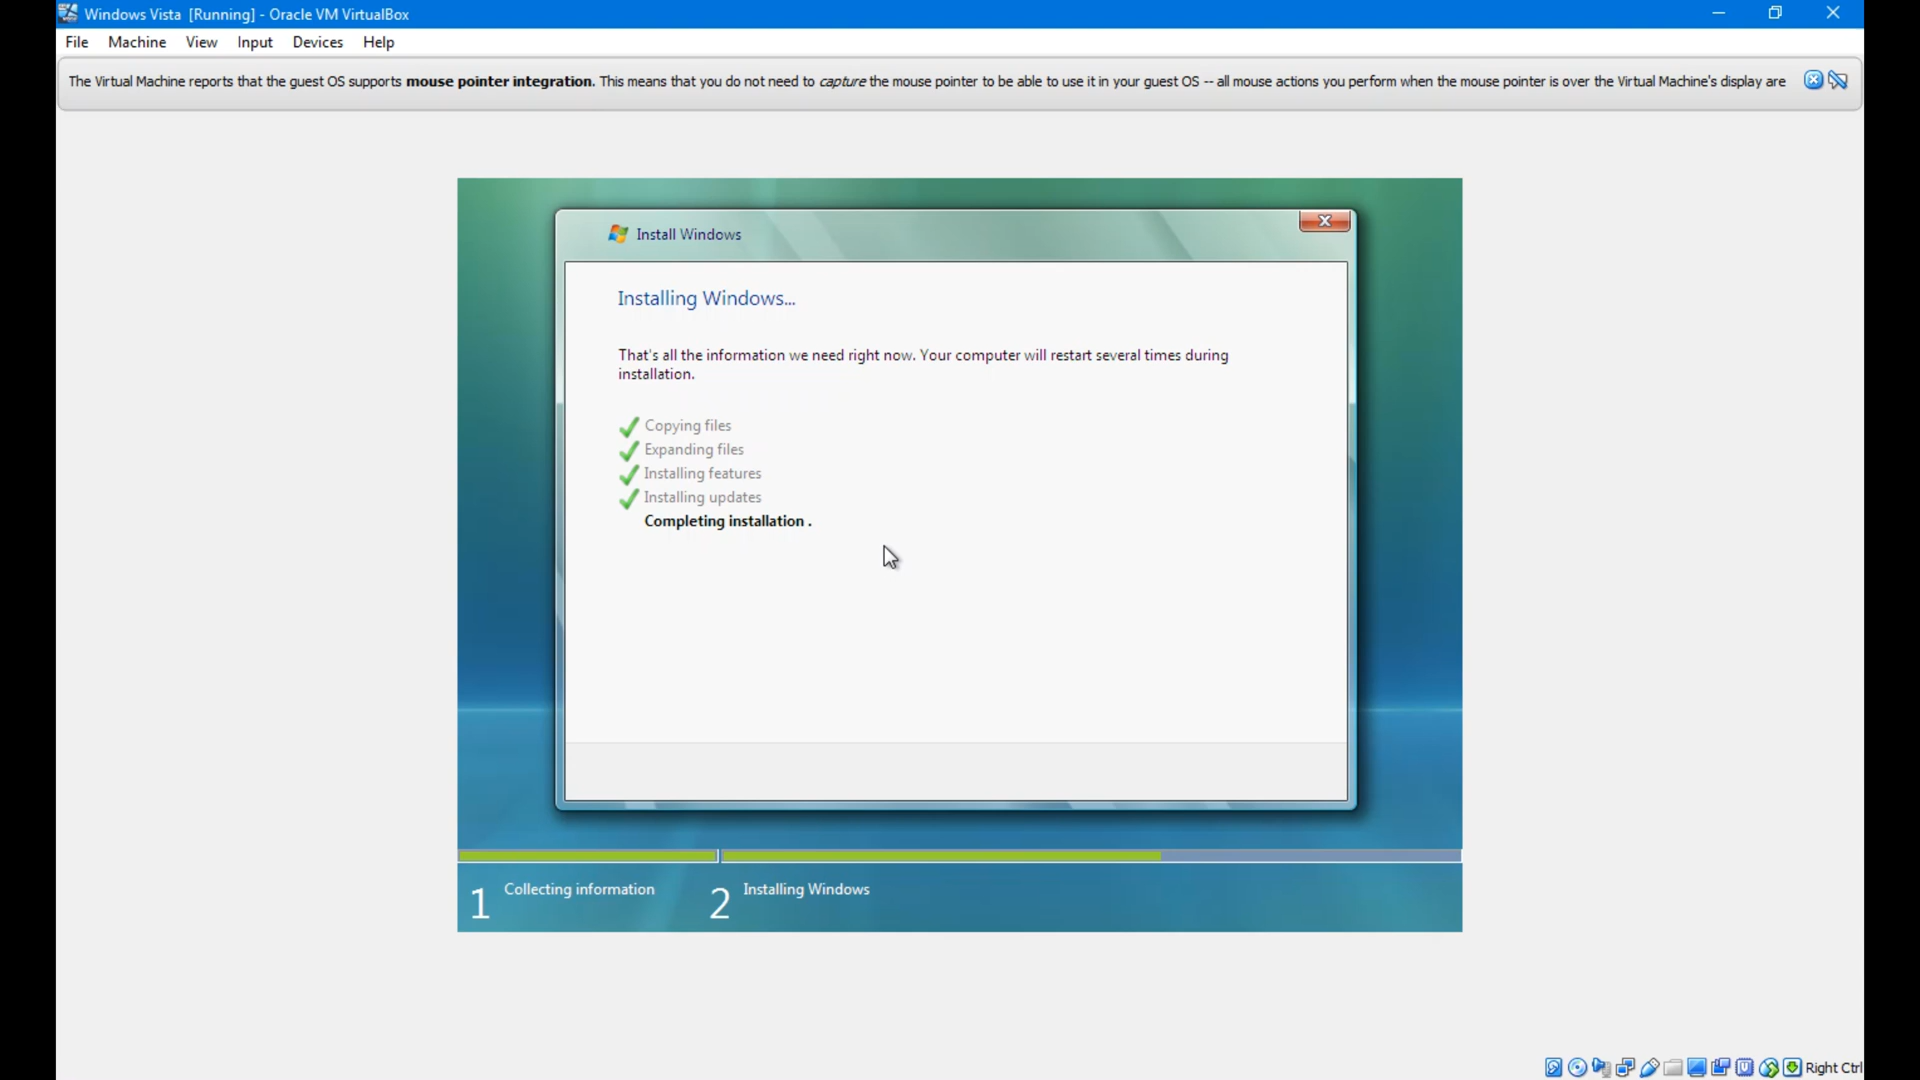 Windows Vista [Running] - Oracle VM VirtualBox
File Machine View Input Devices Help
The Virtual Machine reports that the guest OS supports mouse pointer integration. This means that you do not need to capture the mouse pointer to be able to use it in your guest OS -- all mouse actions you perform when the mouse pointer is over the Virtual Machine's display are
Install Windows
Installing Windows...
That's all the information we need right now. Your computer will restart several times during
installation.
Copying files
Expanding files
Installing features
Installing updates
Completing installation .
1 Collecting information 2 Installing Windows
Right Ctrl